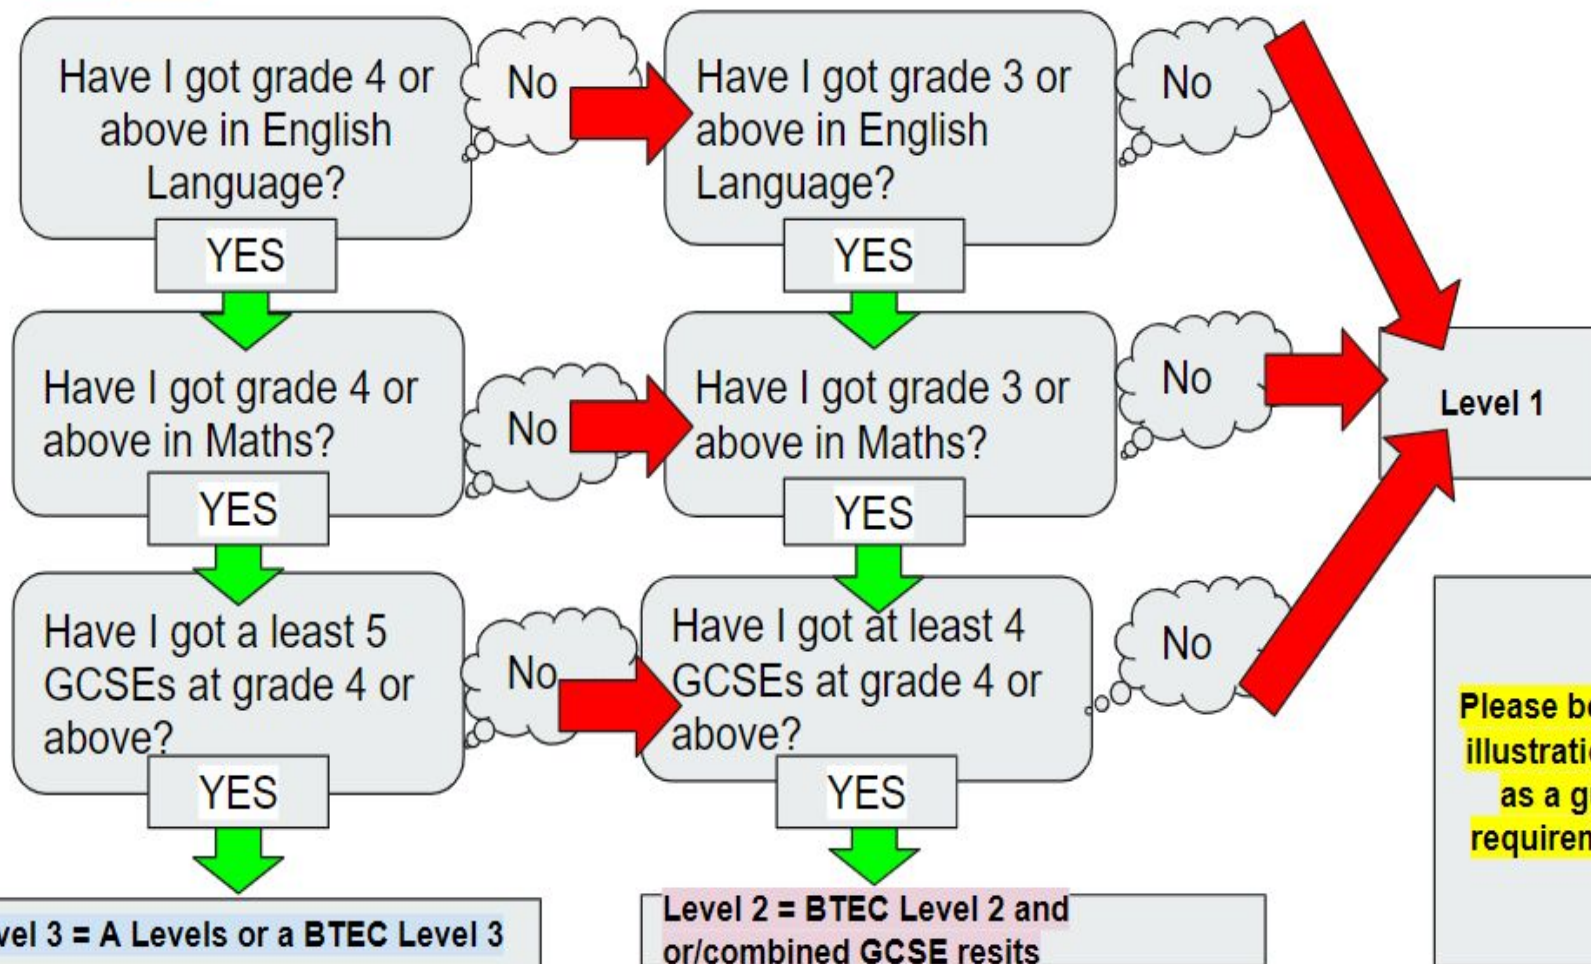 Have I got grade 4 or
above in English
Language?
No
Have I got grade 3 or
above in English
Language?
No
YES
YES
Have I got grade 4 or
above in Maths?
No
Have I got grade 3 or
above in Maths?
No
Level 1
YES
YES
Have I got a least 5
GCSEs at grade 4 or
above?
No
Have I got at least 4
GCSEs at grade 4 or
above?
No
YES
YES
Please
as a
3 = A Levels or a BTEC Level 3
Level 2 = BTEC Level 2 and
or/combined GCSE resits